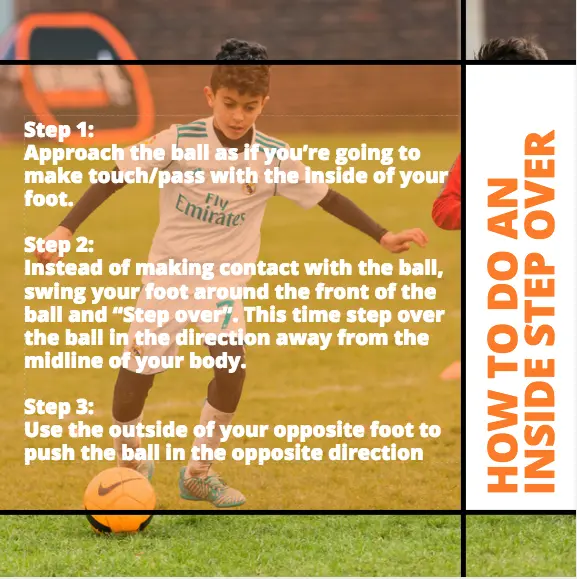 Step 1:
Approach the ball as if you’re going to
make touch/pass with the inside of your
foot.
Step 2:
Instead of making contact with the ball,
swing your foot around the front of the
ball and “Step over”. This time step over
the ball in the direction away from the
midline of your body.
Step 3:
Use the outside of your opposite foot to
push the ball in the opposite direction
HOW TO DO AN
INSIDE STEP OVER
Fly
Emirates
7